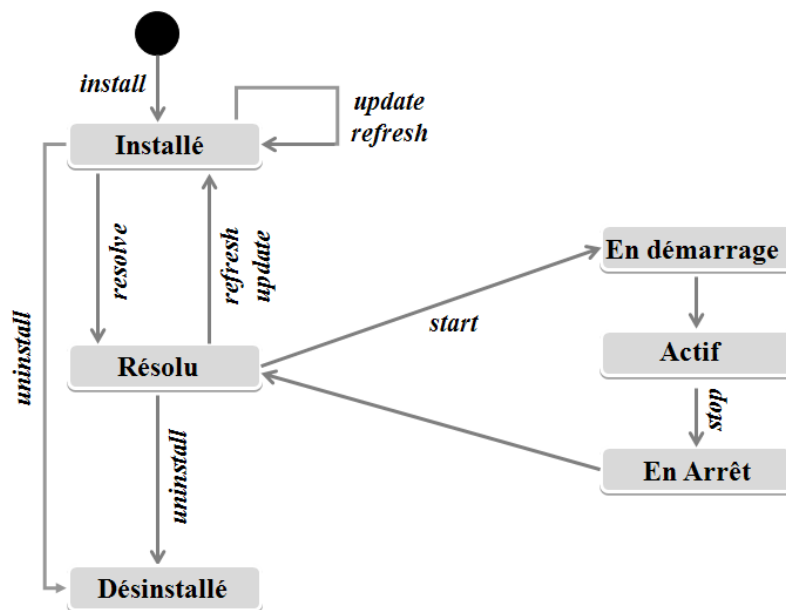 install
update
refresh
Installé
resolve
refresh
update
uninstall
En démarrage
start
Actif
Résolu
stop
uninstall
En Arrêt
Désinstallé